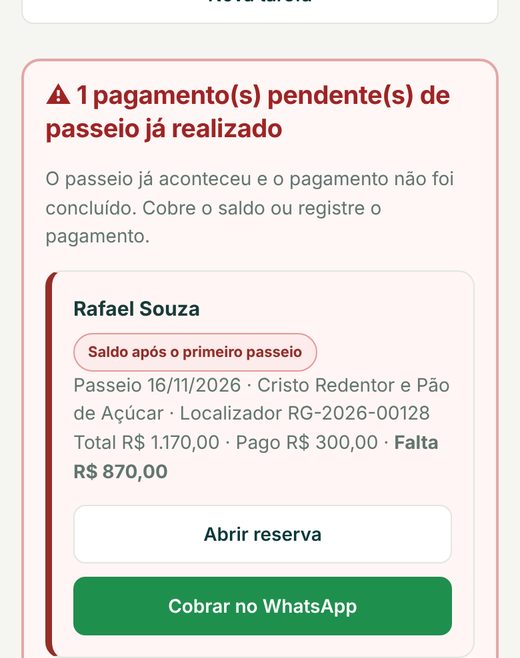 Nova tarefa
⚠ 1 pagamento(s) pendente(s) de
passeio já realizado
O passeio já aconteceu e o pagamento não foi
concluído. Cobre o saldo ou registre o
pagamento.
Rafael Souza
Saldo após o primeiro passeio
Passeio 16/11/2026 · Cristo Redentor e Pão
de Açúcar · Localizador RG-2026-00128
Total R$ 1.170,00 · Pago R$ 300,00 · Falta
R$ 870,00
Abrir reserva
Cobrar no WhatsApp